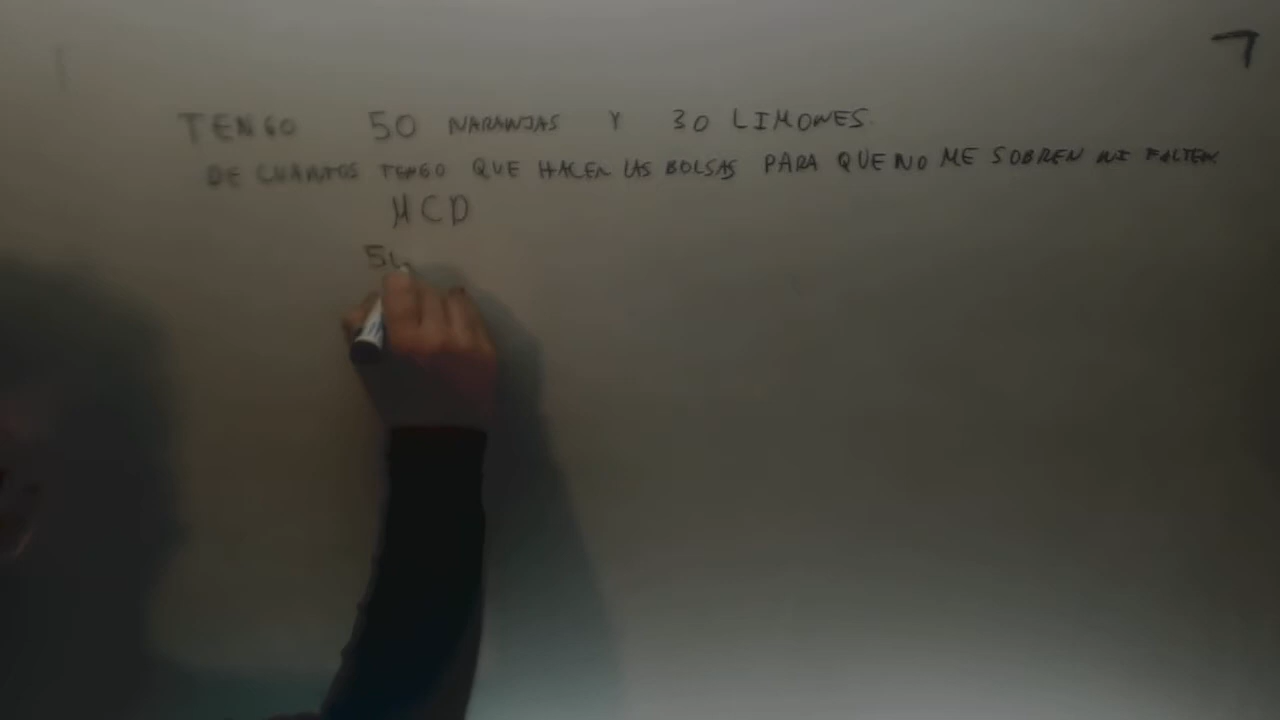 TENGO 50 NARANJAS Y 30 LIMONES.
DE CUANTOS TENGO QUE HACER LAS BOLSAS PARA QUE NO ME SOBREN NI FALTEN
MCD